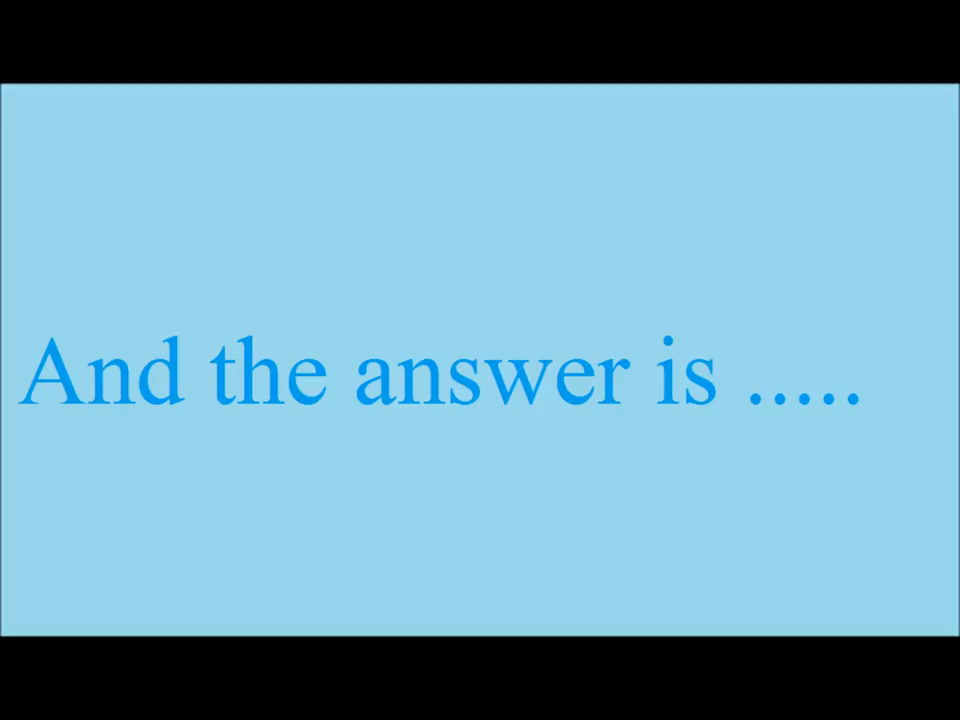 And the answer is .....